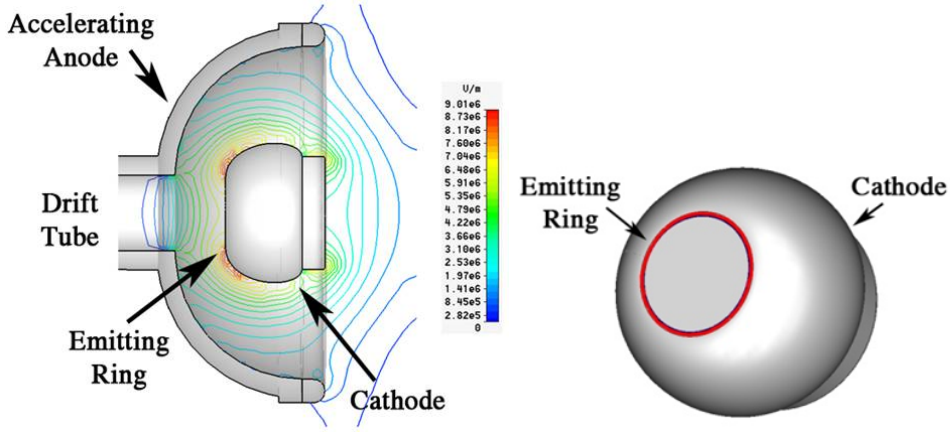 Accelerating
Anode
Drift
Tube
Emitting
Ring
Cathode
V/m
9.01e6
8.73e6
8.17e6
7.60e6
7.04e6
6.48e6
5.91e6
5.35e6
4.79e6
4.22e6
3.66e6
3.10e6
2.53e6
1.97e6
1.41e6
8.45e5
2.82e5
0
Emitting
Ring
Cathode